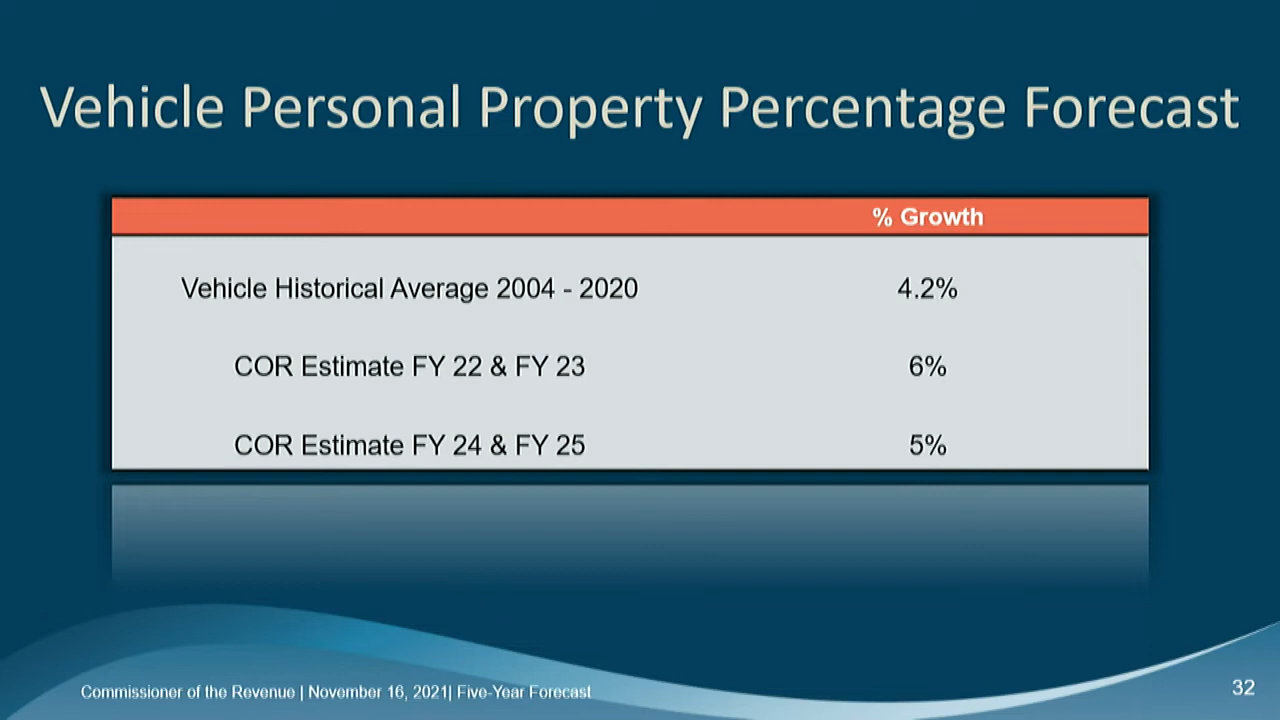 Vehicle Personal Property Percentage Forecast
% Growth
Vehicle Historical Average 2004 - 2020 4.2%
COR Estimate FY 22 & FY 23 6%
COR Estimate FY 24 & FY 25 5%
Commissioner of the Revenue | November 16, 2021| Five-Year Forecast 32